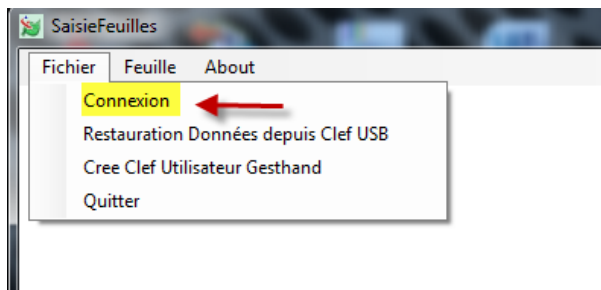 SaisieFeuilles
Fichier Feuille About
Connexion
Restauration Données depuis Clef USB
Cree Clef Utilisateur Gesthand
Quitter